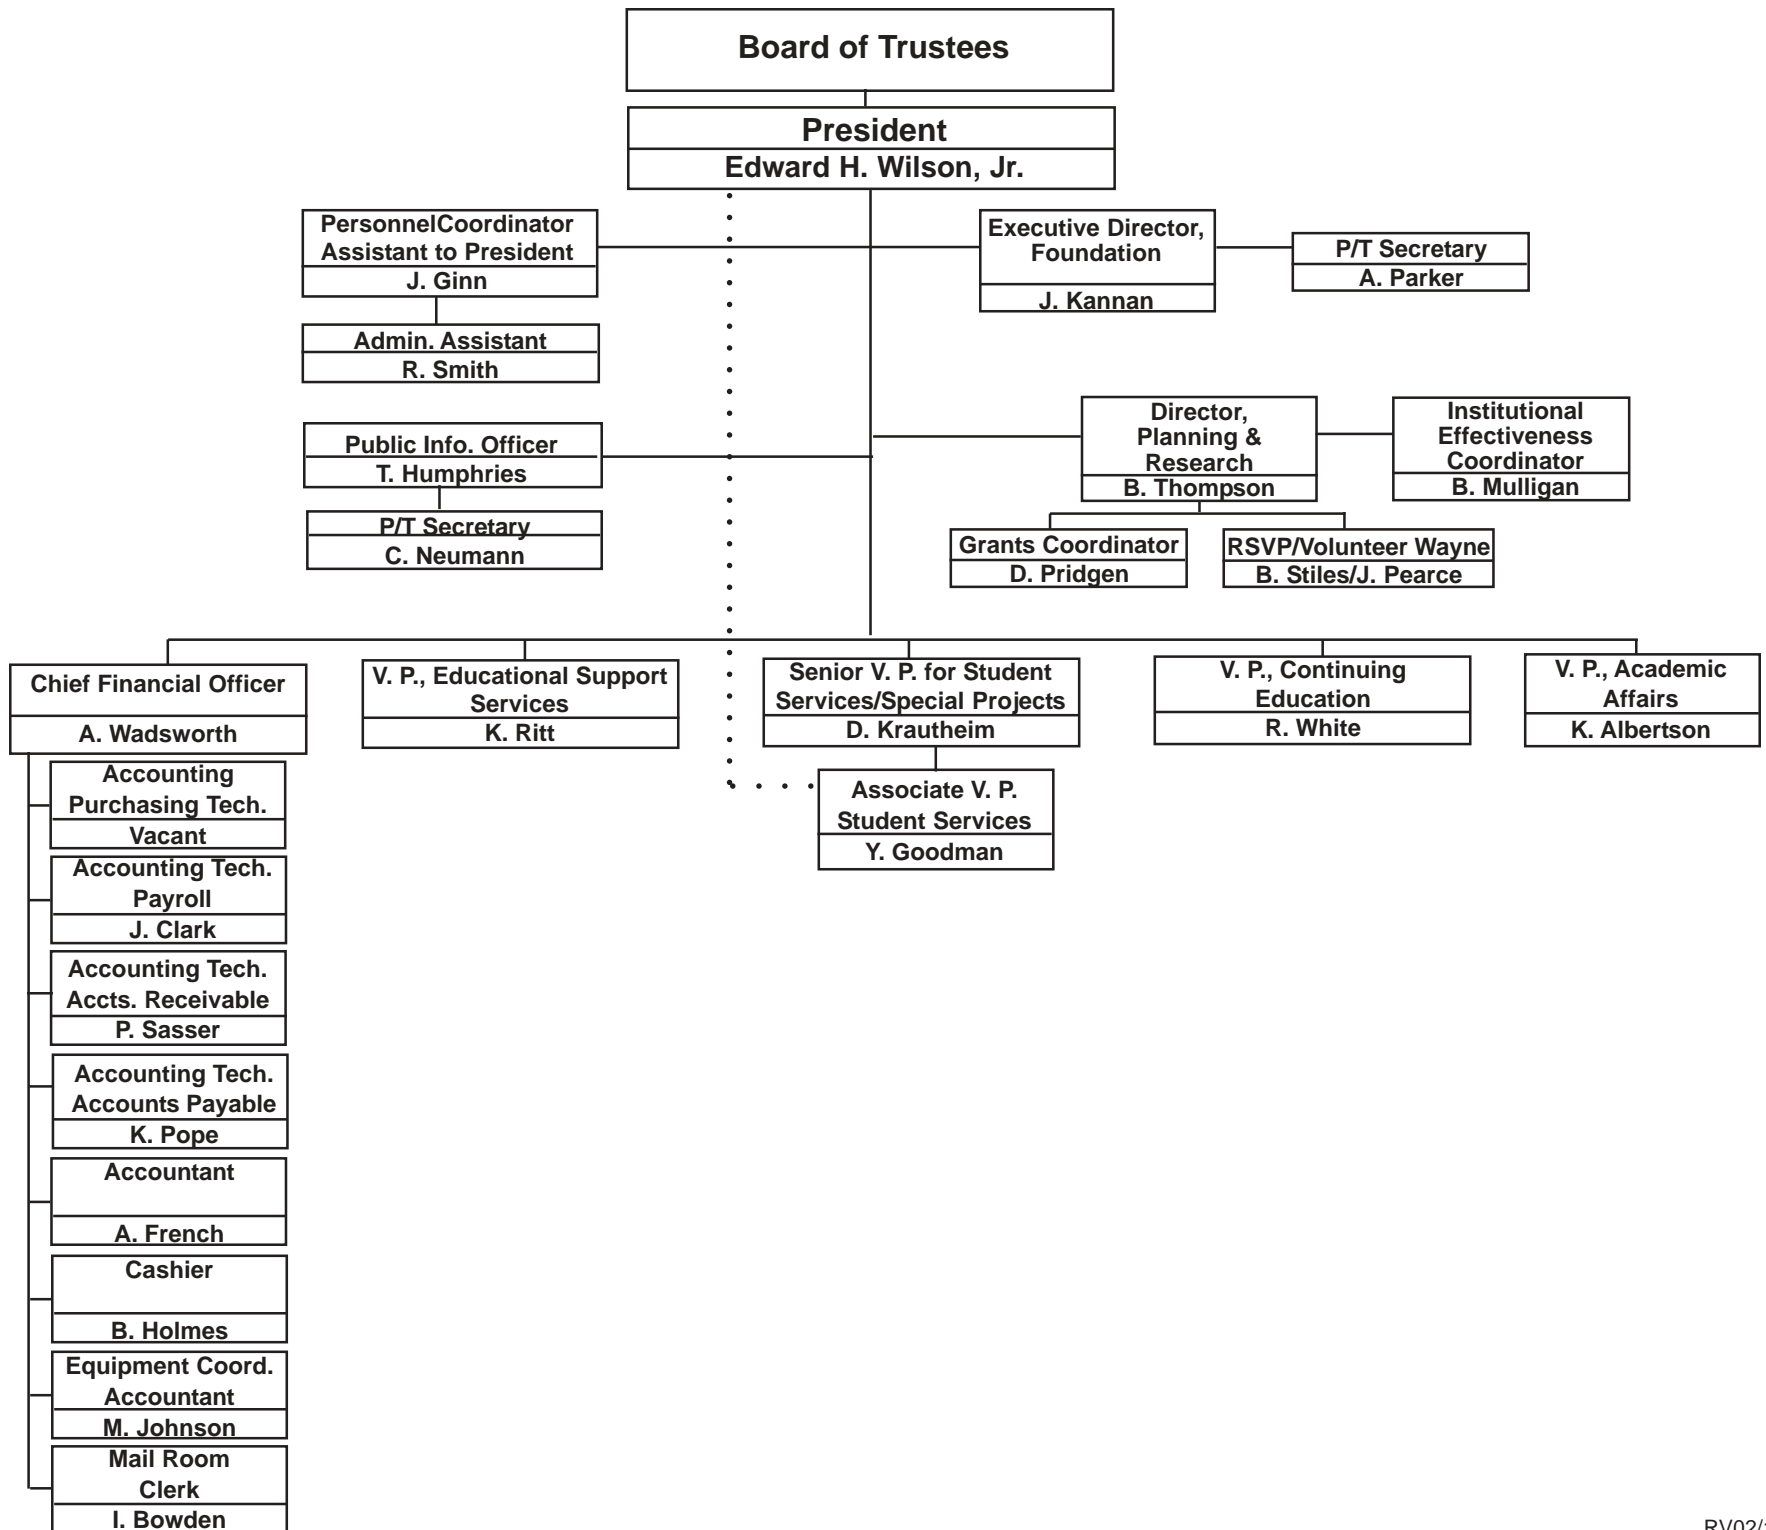 Board of Trustees
President
Edward H. Wilson, Jr.
PersonnelCoordinator
Assistant to President
J. Ginn
Admin. Assistant
R. Smith
Executive Director,
Foundation
J. Kannan
P/T Secretary
A. Parker
Public Info. Officer
T. Humphries
P/T Secretary
C. Neumann
Director,
Planning &
Research
B. Thompson
Institutional
Effectiveness
Coordinator
B. Mulligan
Grants Coordinator
D. Pridgen
RSVP/Volunteer Wayne
B. Stiles/J. Pearce
Chief Financial Officer
A. Wadsworth
V. P., Educational Support
Services
K. Ritt
Senior V. P. for Student
Services/Special Projects
D. Krautheim
V. P., Continuing
Education
R. White
V. P., Academic
Affairs
K. Albertson
Associate V. P.
Student Services
Y. Goodman
Accounting
Purchasing Tech.
Vacant
Accounting Tech.
Payroll
J. Clark
Accounting Tech.
Accts. Receivable
P. Sasser
Accounting Tech.
Accounts Payable
K. Pope
Accountant
A. French
Cashier
B. Holmes
Equipment Coord.
Accountant
M. Johnson
Mail Room
Clerk
I. Bowden